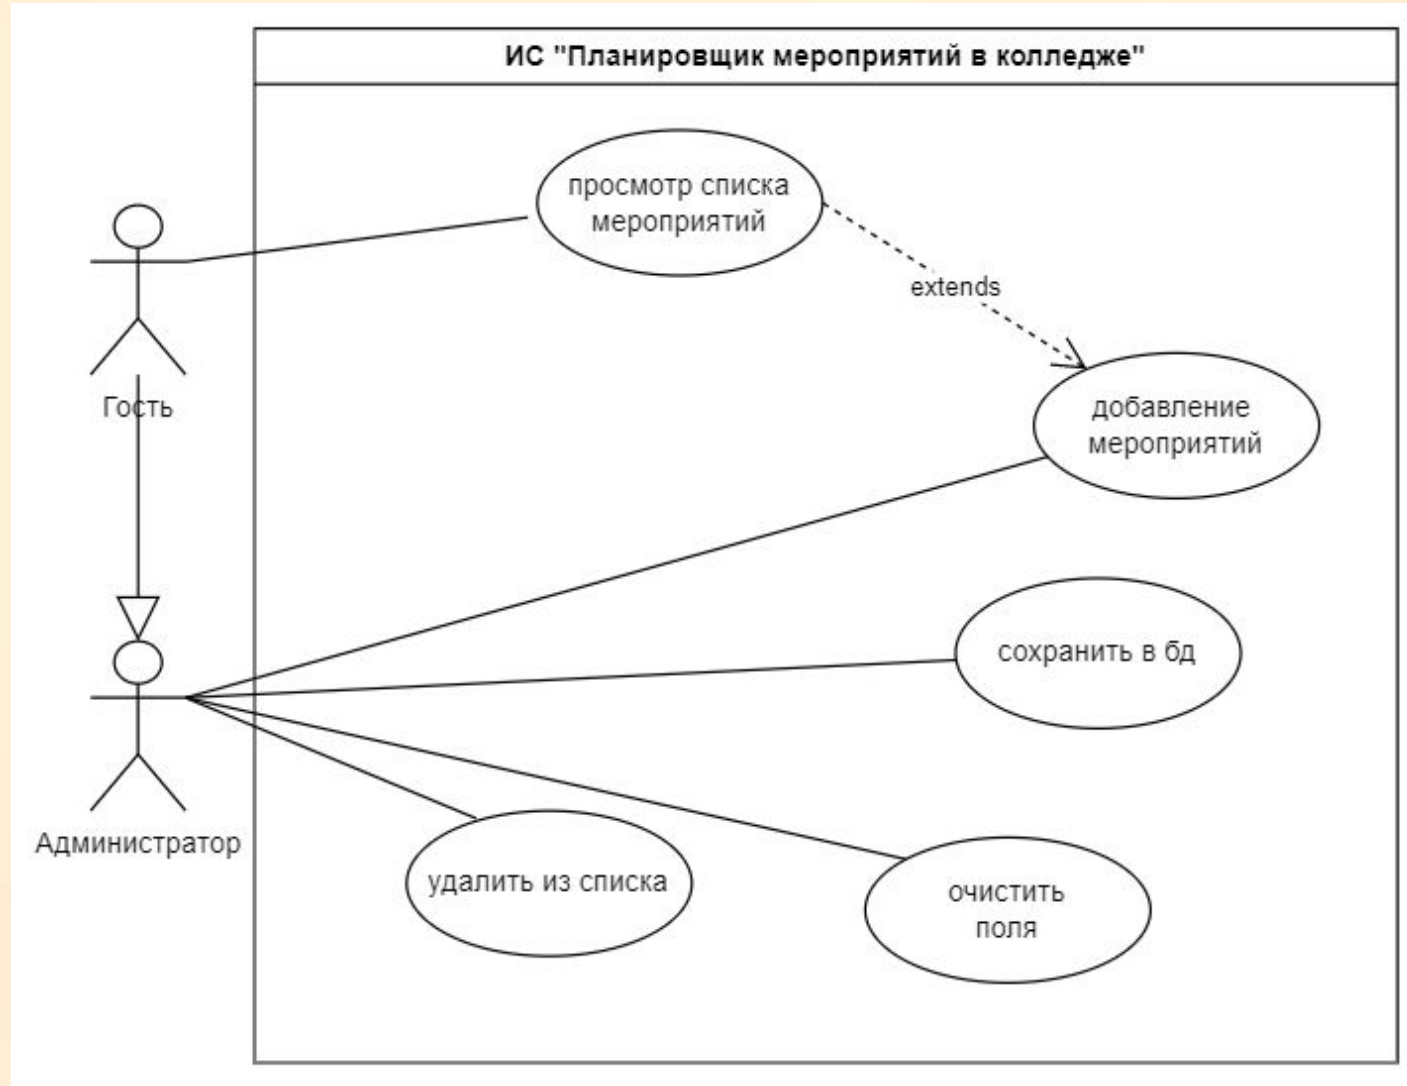 ИС "Планировщик мероприятий в колледже"
просмотр списка
мероприятий
extends
Гость
добавление
мероприятий
сохранить в бд
Администратор
удалить из списка
очистить
поля